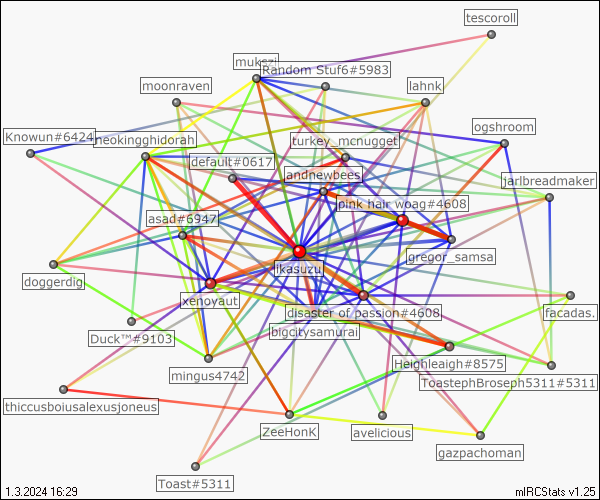 tescoroll
mukszi
Random Stuf6#5983
moonraven
lahnk
ogshroom
Knowun#6424
neokingghidorah
turkey_mcnugget
default#0617
andnewbees
jarlbreadmaker
pink hair woag#4608
asad#6947
gregor_samsa
ikasuzu
doggerdig
xenoyaut
disaster of passion#4608
facadas.
bigcitysamurai
Duck™#9103
Heighleaigh#8575
mingus4742
ToastephBroseph5311#5311
thiccusboiusalexusjoneus
ZeeHonK
avelicious
gazpachoman
Toast#5311
1.3.2024 16:29
mIRCStats v1.25